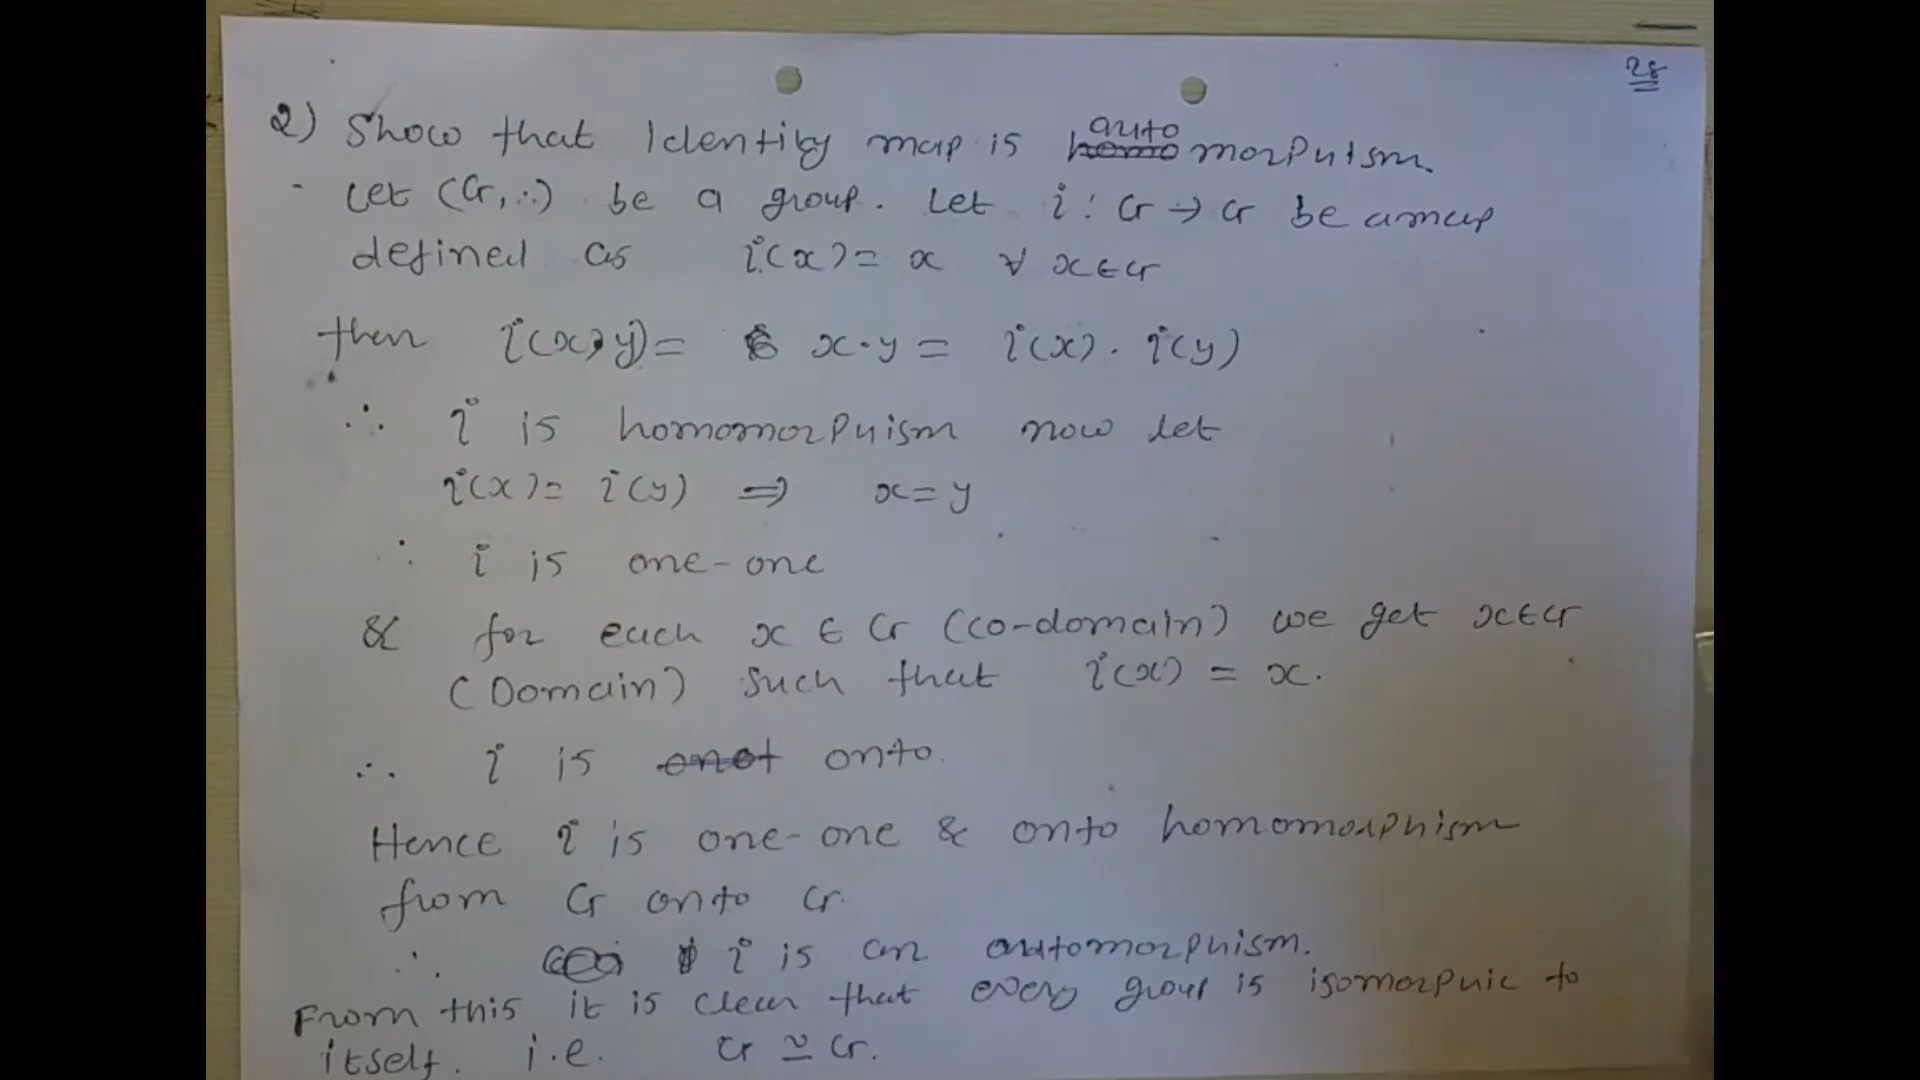 28
2) Show that Identity map is automorphism.
Let (G, ·) be a group. Let i : G → G be a map
defined as i(x) = x ∀ x ∈ G
then i(x·y) = x·y = i(x) · i(y)
∴ i is homomorphism now let
i(x) = i(y) ⇒ x = y
∴ i is one-one
& for each x ∈ G (co-domain) we get x ∈ G
(Domain) such that i(x) = x.
∴ i is onto.
Hence i is one-one & onto homomorphism
from G onto G.
∴ i is an automorphism.
From this it is clear that every group is isomorphic to
itself. i.e. G ≅ G.